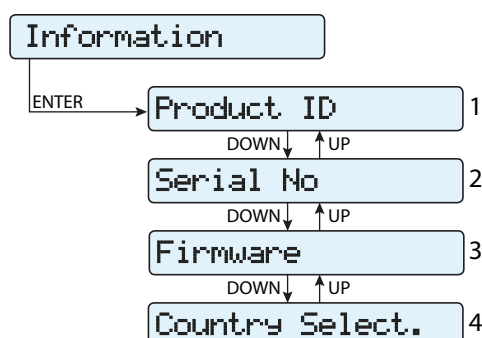 Information
ENTER
Product ID 1
DOWN UP
Serial No 2
DOWN UP
Firmware 3
DOWN UP
Country Select. 4